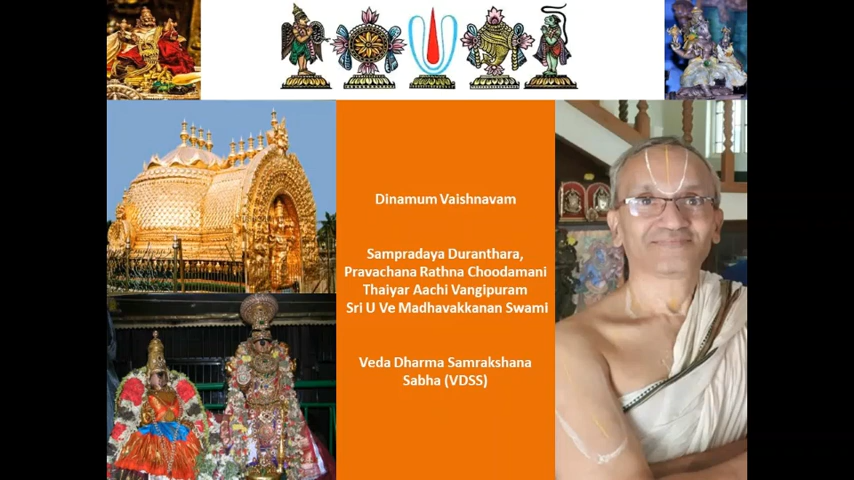 Dinamum Vaishnavam
Sampradaya Duranthara,
Pravachana Rathna Choodamani
Thaiyar Aachi Vangipuram
Sri U Ve Madhavakkanan Swami
Veda Dharma Samrakshana
Sabha (VDSS)